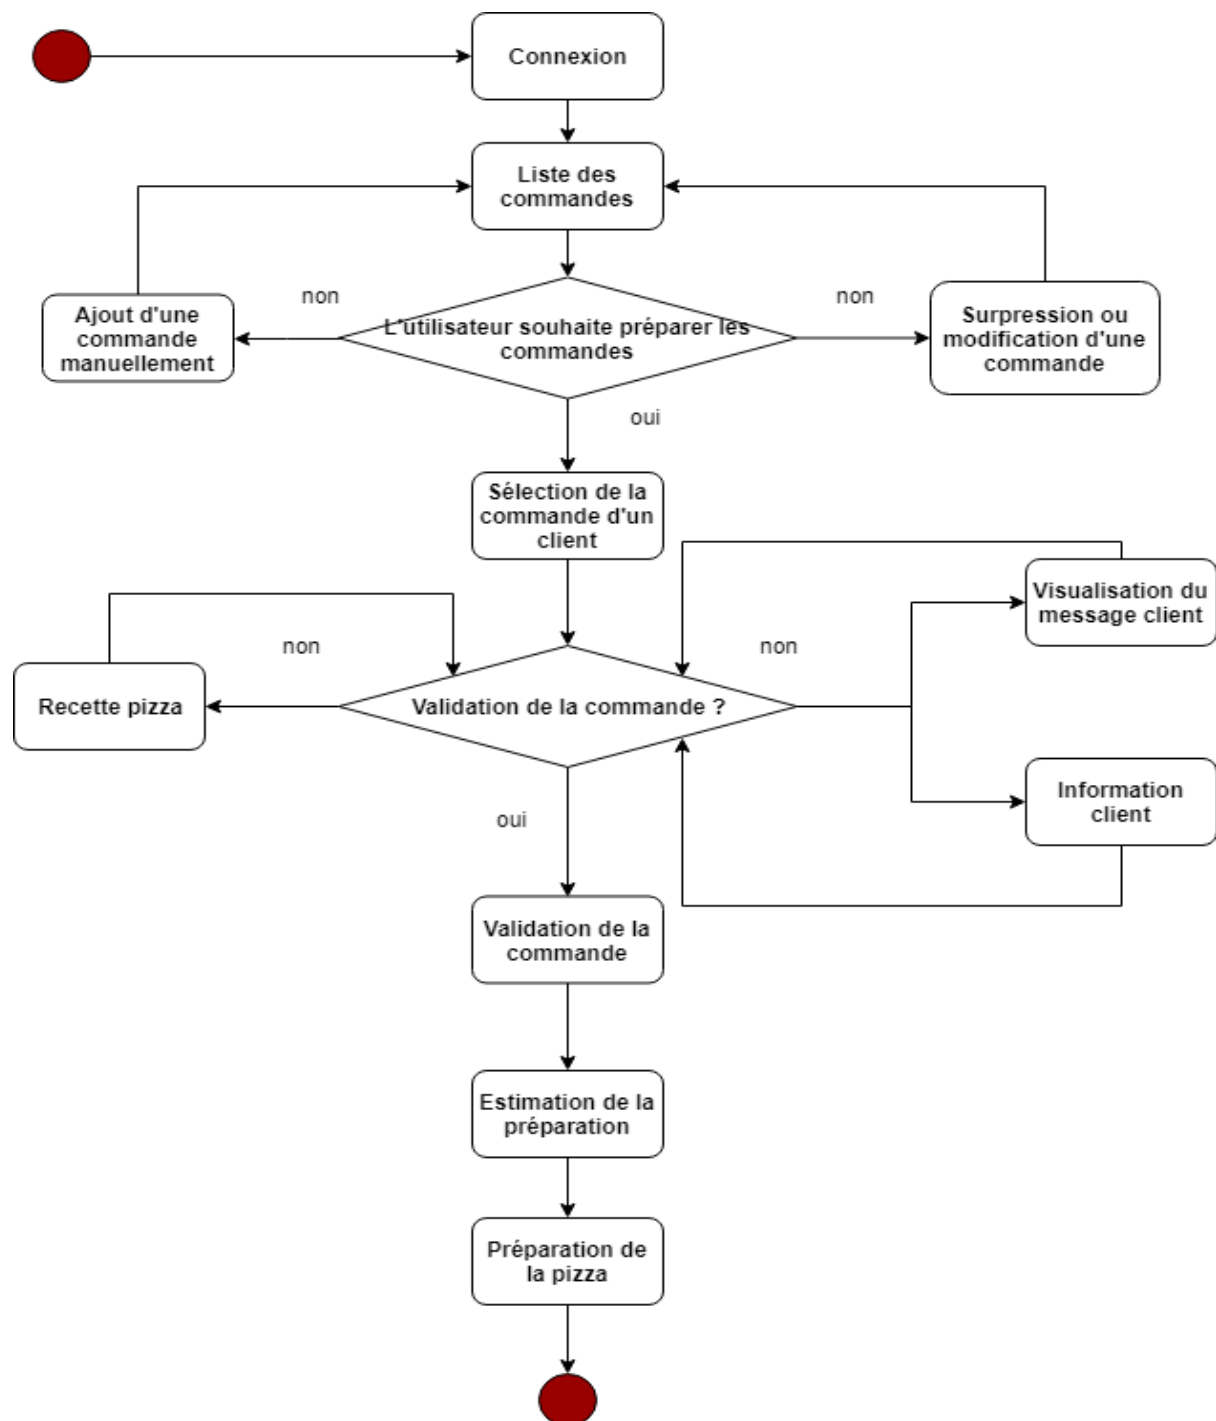 Connexion
Liste des
commandes
non
non
Ajout d'une
commande
manuellement
L'utilisateur souhaite préparer les
commandes
Surpression ou
modification d'une
commande
oui
Sélection de la
commande d'un
client
Visualisation du
message client
non
non
Recette pizza
Validation de la commande ?
Information
client
oui
Validation de la
commande
Estimation de la
préparation
Préparation de
la pizza